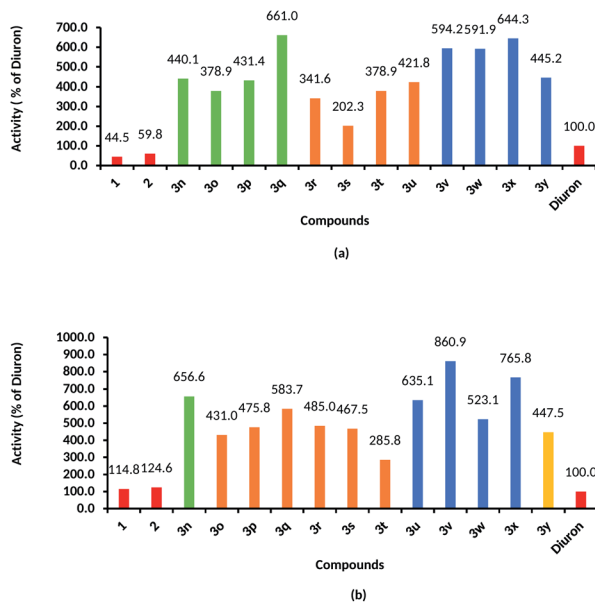 661.0
644.3
594.2 591.9
440.1 378.9 431.4
341.6 378.9 421.8 445.2
202.3
44.5 59.8 100.0
700.0
600.0
500.0
400.0
300.0
200.0
100.0
0.0
Activity ( % of Diuron)
1 2 3n 3o 3p 3q 3r 3s 3t 3u 3v 3w 3x 3y Diuron
Compounds
(a)
860.9
765.8
656.6 635.1
583.7
431.0 475.8 485.0 467.5 523.1 447.5
285.8
114.8 124.6 100.0
1000.0
900.0
800.0
700.0
600.0
500.0
400.0
300.0
200.0
100.0
0.0
Activity (% of Diuron)
1 2 3n 3o 3p 3q 3r 3s 3t 3u 3v 3w 3x 3y Diuron
Compounds
(b)